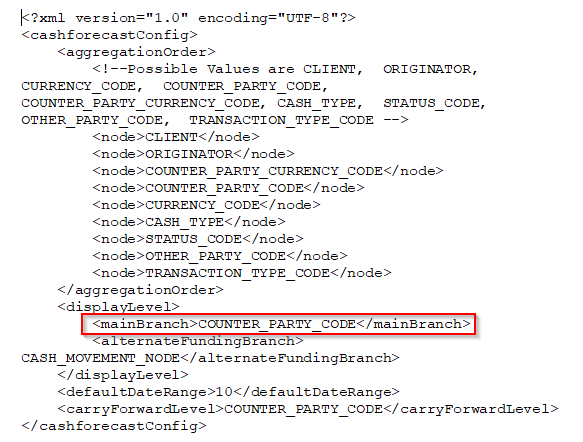 <?xml version="1.0" encoding="UTF-8"?>
<cashforecastConfig>
<aggregationOrder>
<!--Possible Values are CLIENT, ORIGINATOR,
CURRENCY_CODE, COUNTER_PARTY_CODE,
COUNTER_PARTY_CURRENCY_CODE, CASH_TYPE, STATUS_CODE,
OTHER_PARTY_CODE, TRANSACTION_TYPE_CODE -->
<node>CLIENT</node>
<node>ORIGINATOR</node>
<node>COUNTER_PARTY_CURRENCY_CODE</node>
<node>COUNTER_PARTY_CODE</node>
<node>CURRENCY_CODE</node>
<node>CASH_TYPE</node>
<node>STATUS_CODE</node>
<node>OTHER_PARTY_CODE</node>
<node>TRANSACTION_TYPE_CODE</node>
</aggregationOrder>
<displayLevel>
<mainBranch>COUNTER_PARTY_CODE</mainBranch>
<alternateFundingBranch>
CASH_MOVEMENT_NODE</alternateFundingBranch>
</displayLevel>
<defaultDateRange>10</defaultDateRange>
<carryForwardLevel>COUNTER_PARTY_CODE</carryForwardLevel>
</cashforecastConfig>